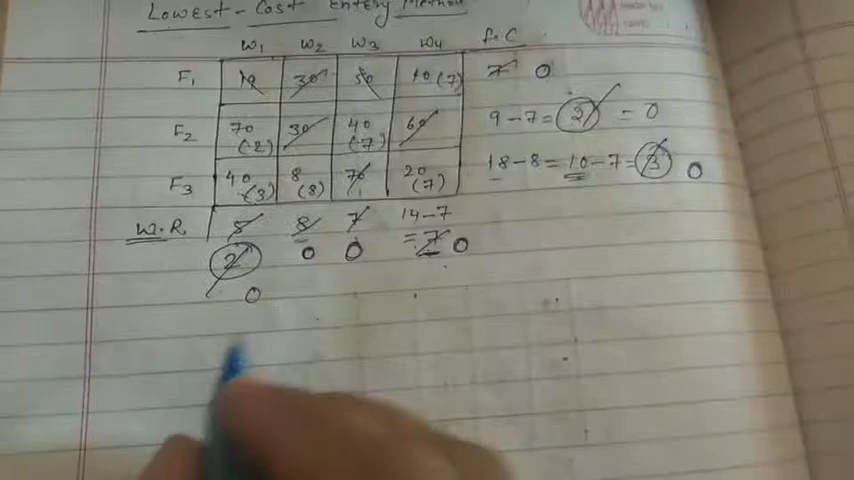 Lowest-Cost Entery Method
W1 W2 W3 W4 F.C
F1 30 50 10(7) 7 0
F2 70 (2) 30 40 (7) 60 9-7= 2 = 0
F3 40 (3) 8 (8) 70 20 (7) 18-8= 10-7= 3 0
W.R. 5 8 7 14-7
2 0 0 =7 0
0